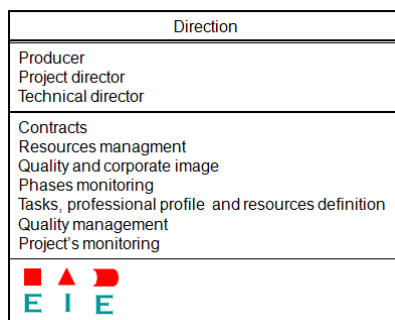 Direction
Producer
Project director
Technical director
Contracts
Resources managment
Quality and corporate image
Phases monitoring
Tasks, professional profile and resources definition
Quality management
Project's monitoring
E I E